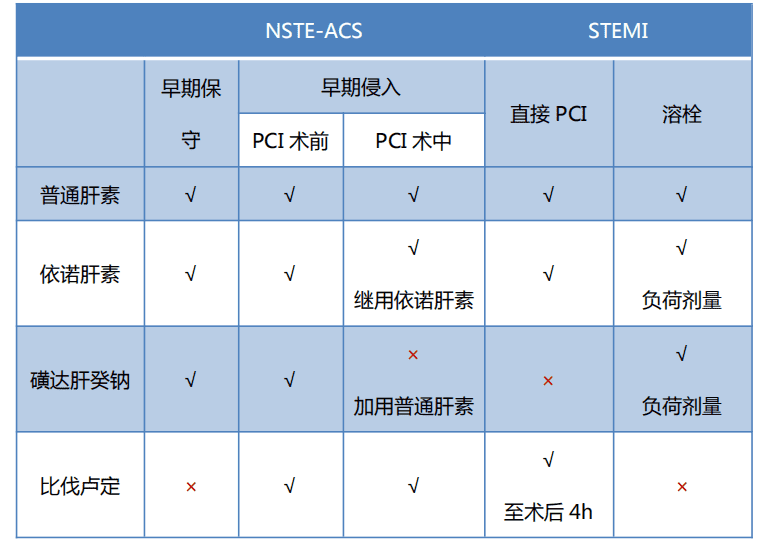 NSTE-ACS STEMI
早期保守 早期侵入 直接 PCI 溶栓
PCI 术前 PCI 术中
普通肝素 √ √ √ √ √
依诺肝素 √ √ √ 继用依诺肝素 √ √ 负荷剂量
磺达肝癸钠 √ √ × 加用普通肝素 × √ 负荷剂量
比伐卢定 × √ √ √ 至术后 4h ×